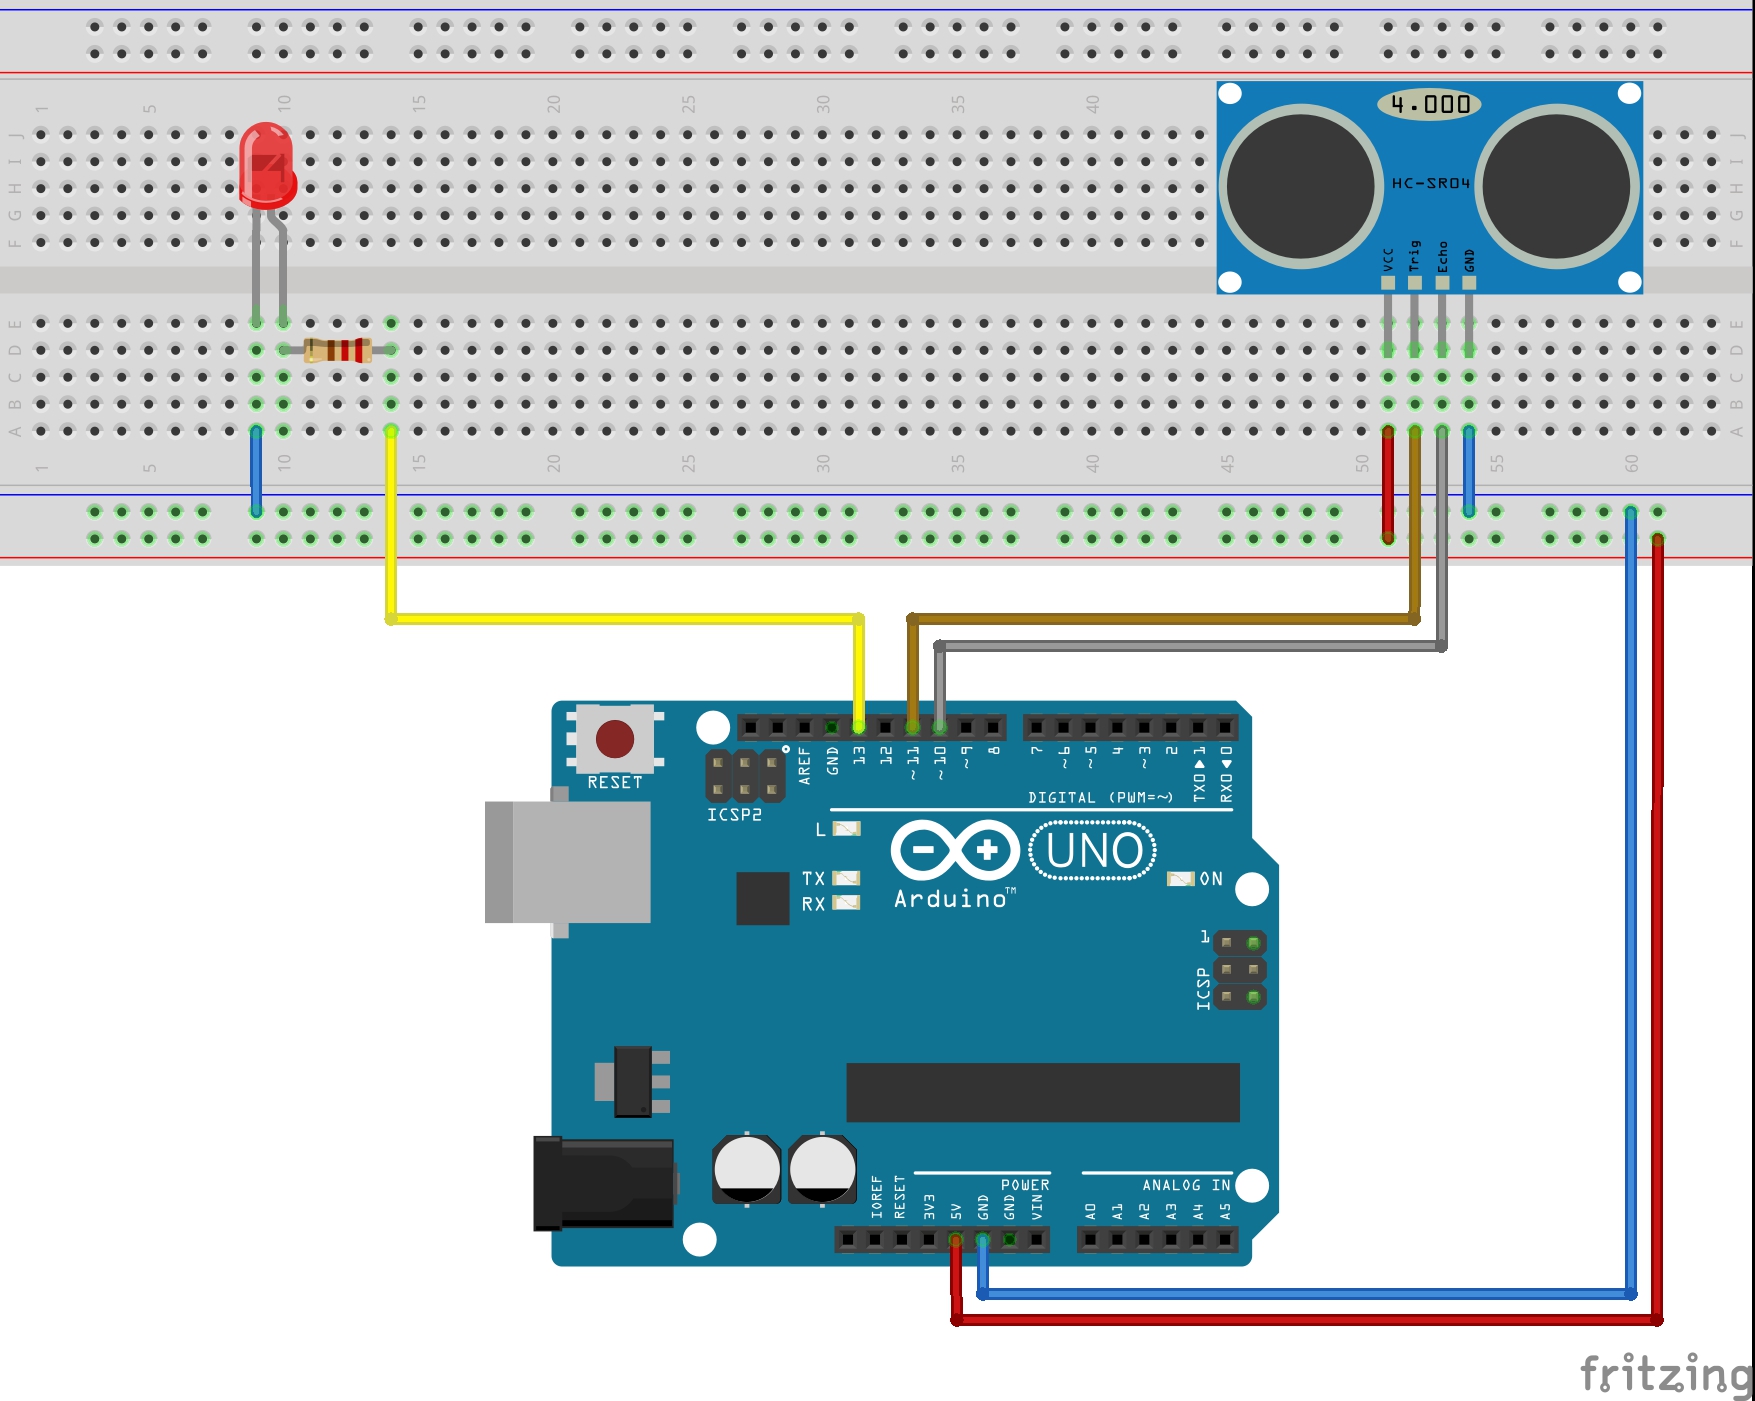 1 5 10 15 20 25 30 35 40
J I H G F
J I H G F
4.000
HC-SR04
VCC Trig Echo GND
E D C B A
E D C B A
1 5 10 15 20 25 30 35 40 45 50 55 60
RESET
ICSP2
AREF GND 13 12 ~11 ~10 ~9 8 7 ~6 ~5 4 ~3 2 TX0▶1 RX0◀0
DIGITAL (PWM=~)
L
TX
RX
UNO
ON
Arduino™
1
ICSP
POWER
ANALOG IN
IOREF RESET 3V3 5V GND GND VIN A0 A1 A2 A3 A4 A5
fritzing